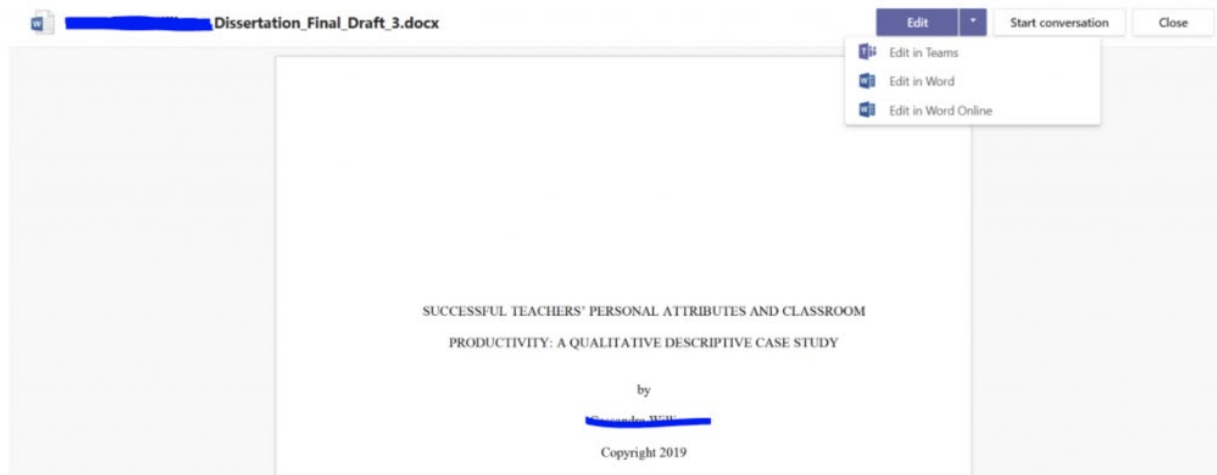 Dissertation_Final_Draft_3.docx
Edit
Start conversation
Close
Edit in Teams
Edit in Word
Edit in Word Online
SUCCESSFUL TEACHERS' PERSONAL ATTRIBUTES AND CLASSROOM
PRODUCTIVITY: A QUALITATIVE DESCRIPTIVE CASE STUDY
by
Copyright 2019